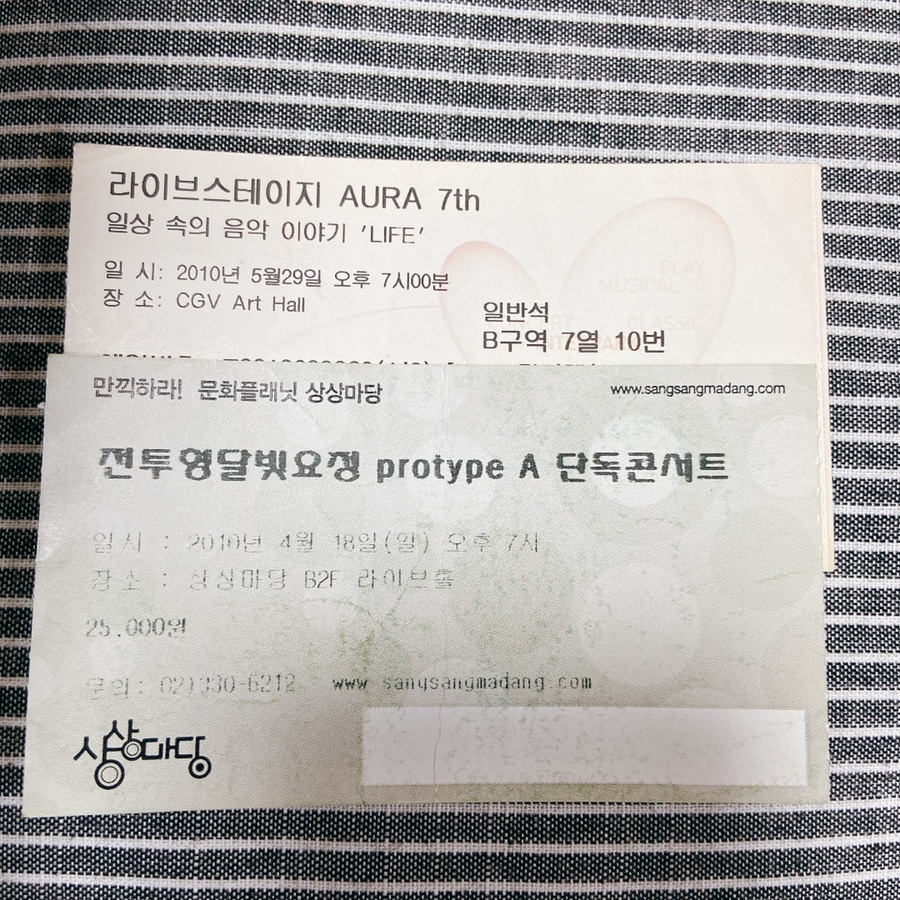 라이브스테이지 AURA 7th
일상 속의 음악 이야기 'LIFE'
일 시: 2010년 5월29일 오후 7시00분
장 소: CGV Art Hall
일반석
B구역 7열 10번
PLAY
MUSICAL
CLASSIC
만끽하라! 문화플래닛 상상마당
www.sangsangmadang.com
전투형달빛요정 protype A 단독콘서트
일시 : 2010년 4월 18일(일) 오후 7시
장소 : 상상마당 B2F 라이브홀
25,000원
문의: 02)330-6212 www sangsangmadang.com
상상마당